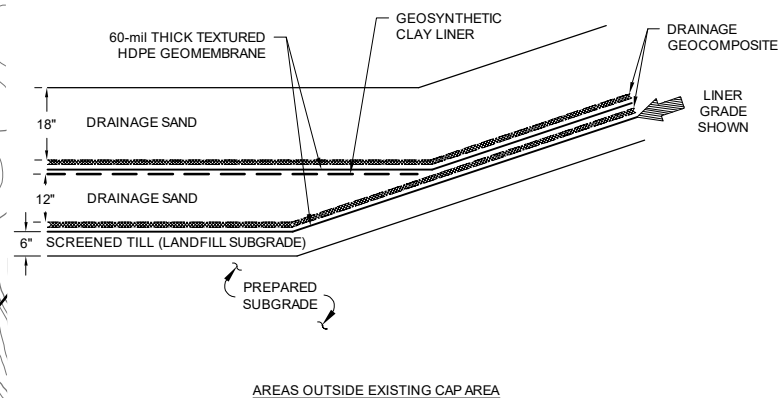 GEOSYNTHETIC
CLAY LINER
60-mil THICK TEXTURED
HDPE GEOMEMBRANE
DRAINAGE
GEOCOMPOSITE
LINER
GRADE
SHOWN
18"
DRAINAGE SAND
12"
DRAINAGE SAND
6"
SCREENED TILL (LANDFILL SUBGRADE)
PREPARED
SUBGRADE
AREAS OUTSIDE EXISTING CAP AREA